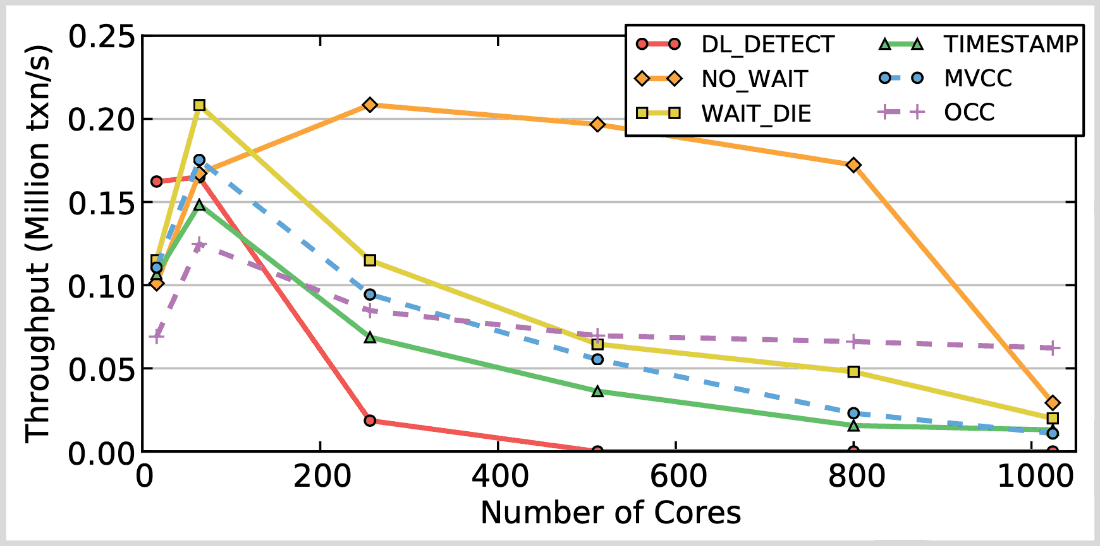 0.25
0.20
0.15
0.10
0.05
0.00
Throughput (Million txn/s)
DL_DETECT
NO_WAIT
WAIT_DIE
TIMESTAMP
MVCC
OCC
0 200 400 600 800 1000
Number of Cores